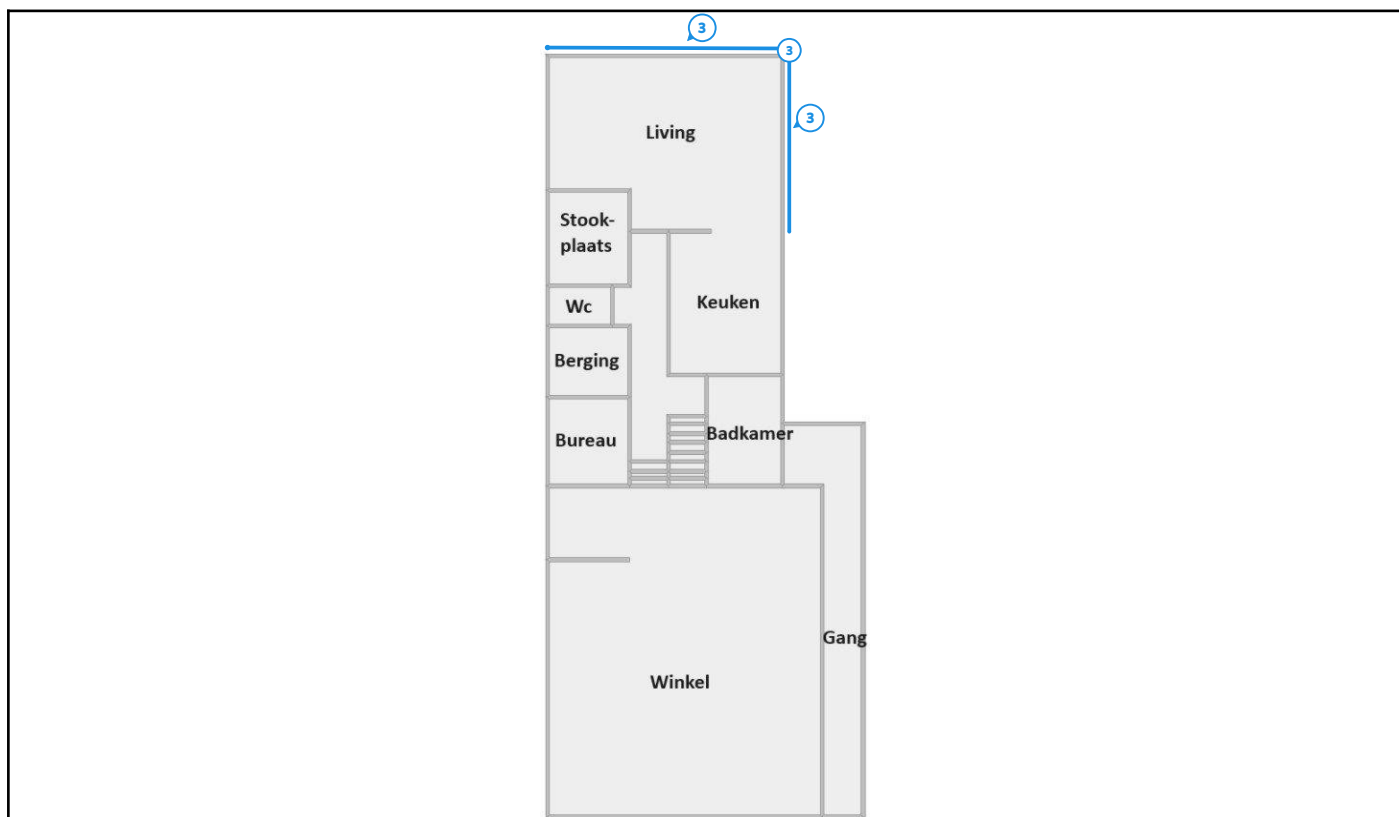 3
3
3
Living
Stook-
plaats
Wc
Keuken
Berging
Bureau
Badkamer
Gang
Winkel